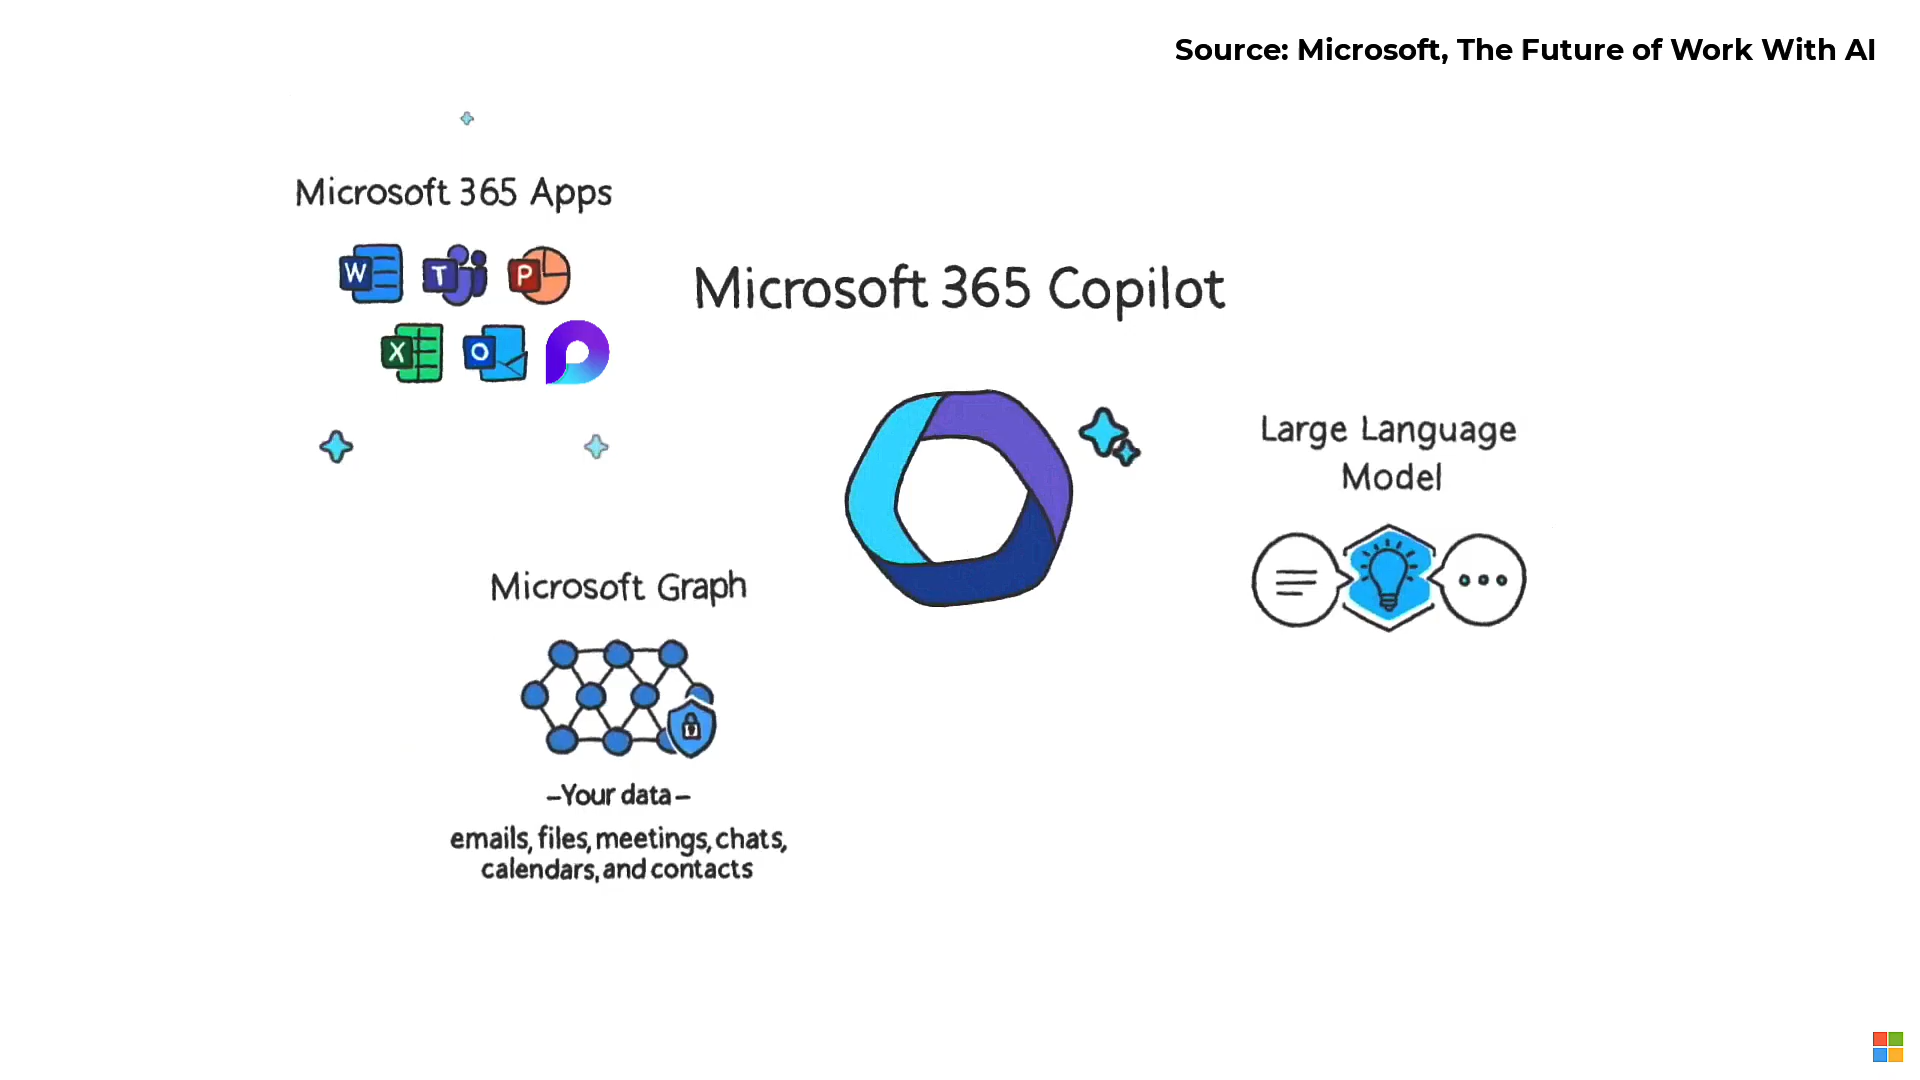 Source: Microsoft, The Future of Work With AI
Microsoft 365 Apps
W T P
X O
Microsoft 365 Copilot
Large Language
Model
Microsoft Graph
–Your data–
emails, files, meetings, chats,
calendars, and contacts